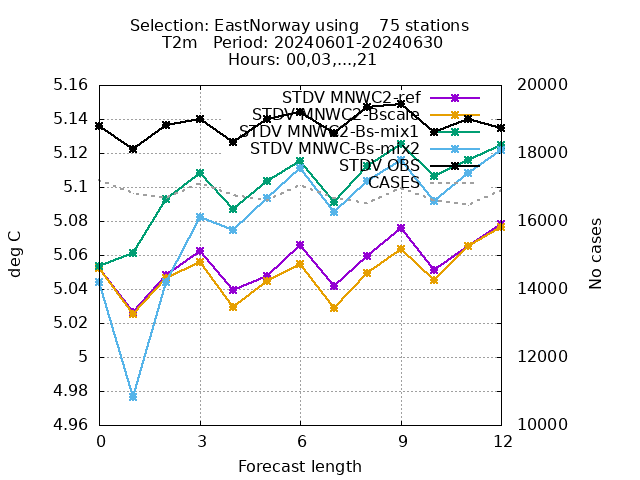 Selection: EastNorway using    75 stations
T2m   Period: 20240601-20240630
Hours: 00,03,...,21
STDV MNWC2-ref
STDV MNWC2-Bscale
STDV MNWC2-Bs-mix1
STDV MNWC-Bs-mix2
STDV OBS
CASES
5.16
5.14
5.12
5.1
5.08
5.06
5.04
5.02
5
4.98
4.96
deg C
20000
18000
16000
14000
12000
10000
No cases
0 3 6 9 12
Forecast length